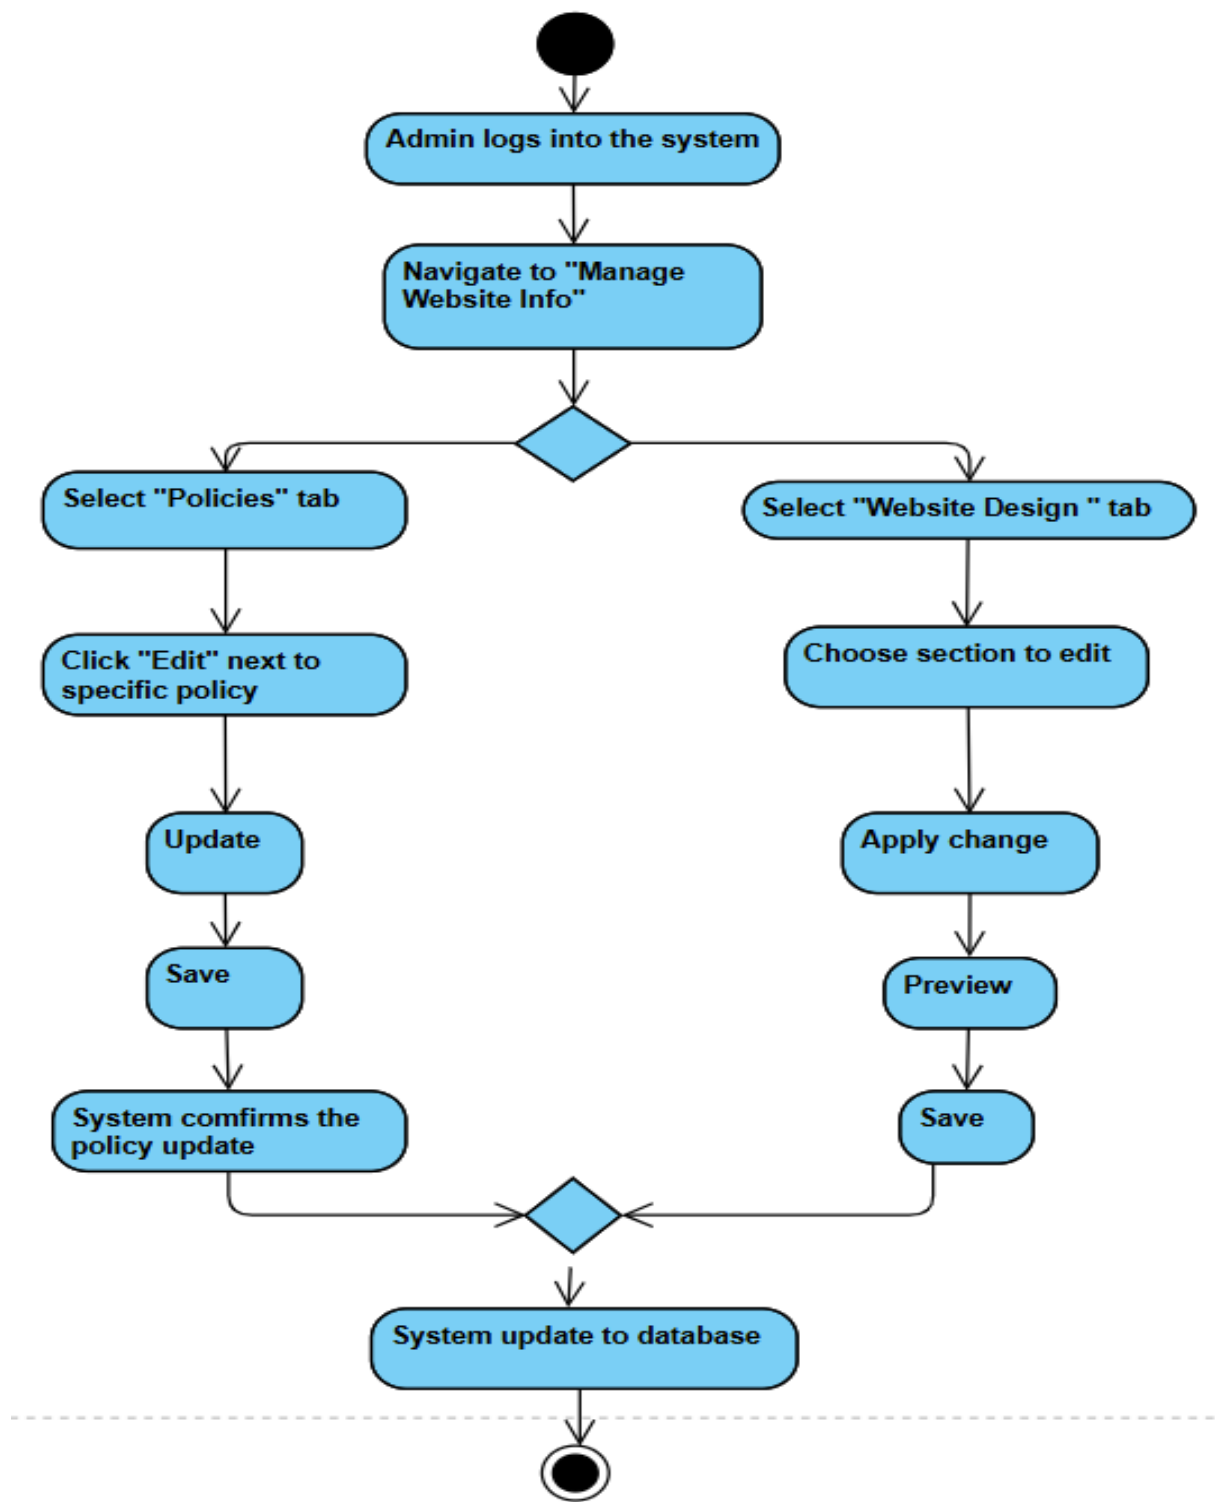 Admin logs into the system
Navigate to "Manage
Website Info"
Select "Policies" tab
Select "Website Design " tab
Click "Edit" next to
specific policy
Choose section to edit
Update
Apply change
Save
Preview
System comfirms the
policy update
Save
System update to database